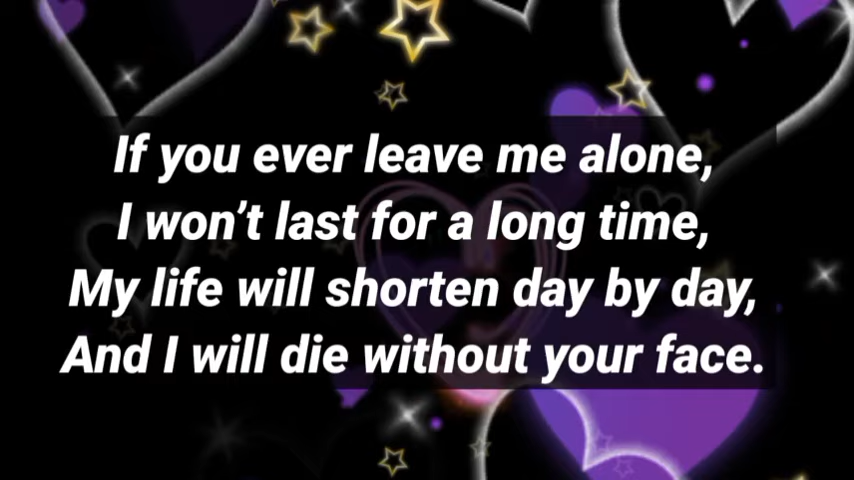 If you ever leave me alone,
I won’t last for a long time,
My life will shorten day by day,
And I will die without your face.